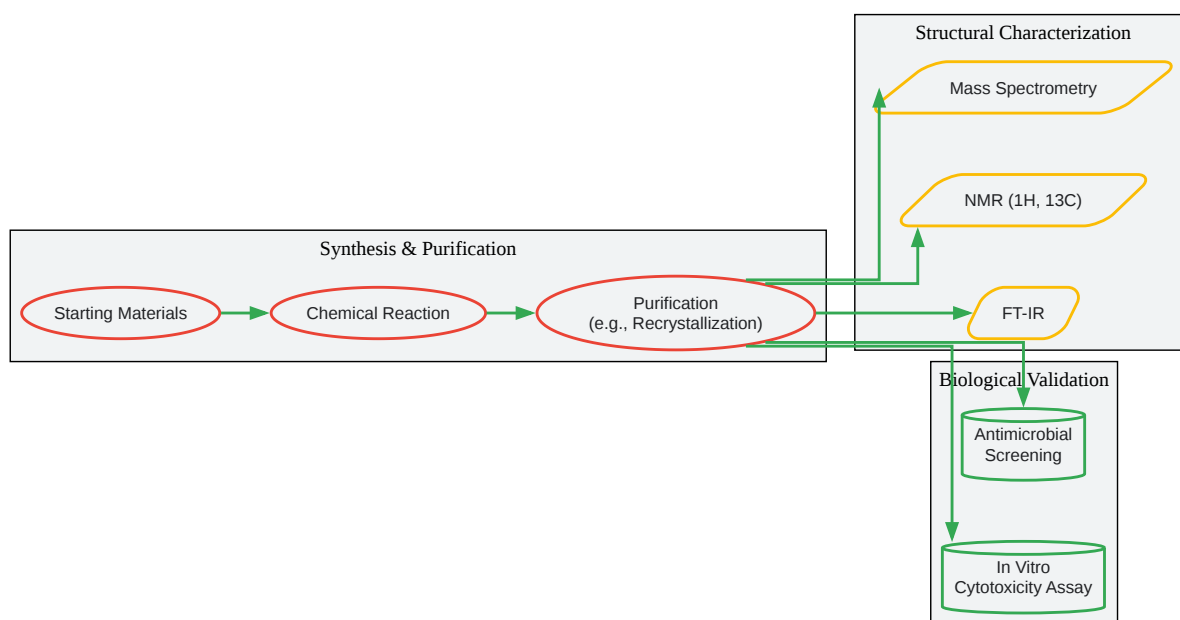 Structural Characterization
Mass Spectrometry
NMR (1H, 13C)
FT-IR
Synthesis & Purification
Starting Materials
Chemical Reaction
Purification
(e.g., Recrystallization)
Biological Validation
Antimicrobial
Screening
In Vitro
Cytotoxicity Assay